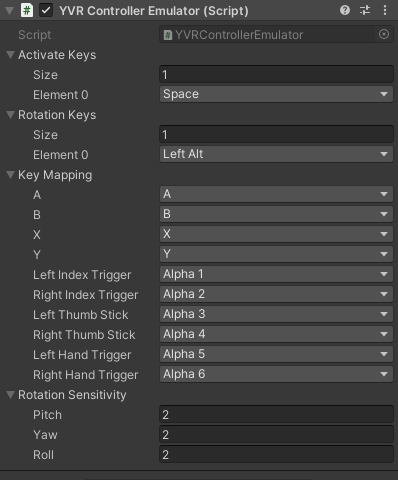 YVR Controller Emulator (Script)
Script YVRControllerEmulator
Activate Keys
Size 1
Element 0 Space
Rotation Keys
Size 1
Element 0 Left Alt
Key Mapping
A A
B B
X X
Y Y
Left Index Trigger Alpha 1
Right Index Trigger Alpha 2
Left Thumb Stick Alpha 3
Right Thumb Stick Alpha 4
Left Hand Trigger Alpha 5
Right Hand Trigger Alpha 6
Rotation Sensitivity
Pitch 2
Yaw 2
Roll 2